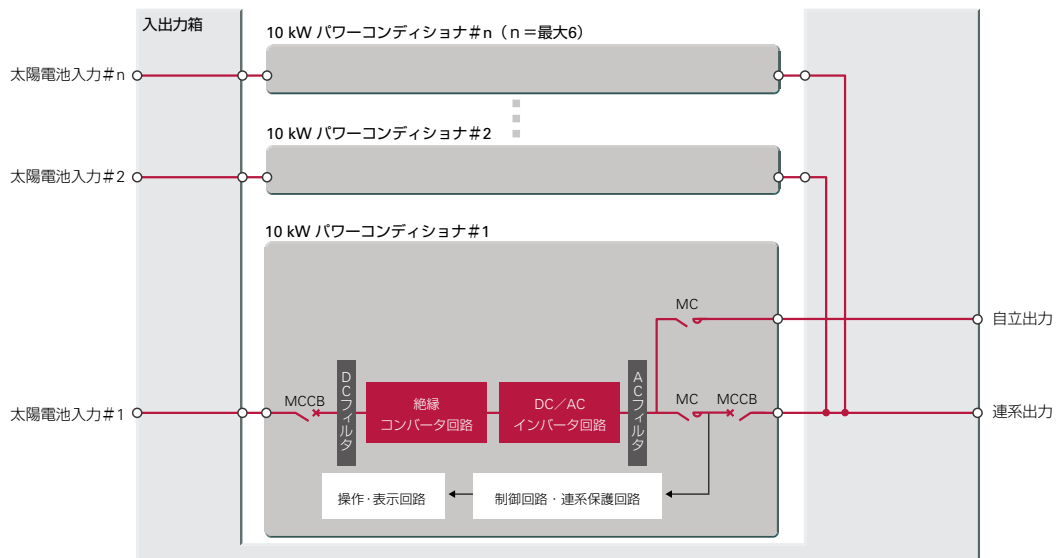 入出力箱
10 kW パワーコンディショナ#n（n＝最大6）
太陽電池入力#n
10 kW パワーコンディショナ#2
太陽電池入力#2
10 kW パワーコンディショナ#1
MC
自立出力
太陽電池入力#1
MCCB
DCフィルタ
絶縁
コンバータ回路
DC／AC
インバータ回路
ACフィルタ
MC
MCCB
連系出力
操作・表示回路
制御回路・連系保護回路